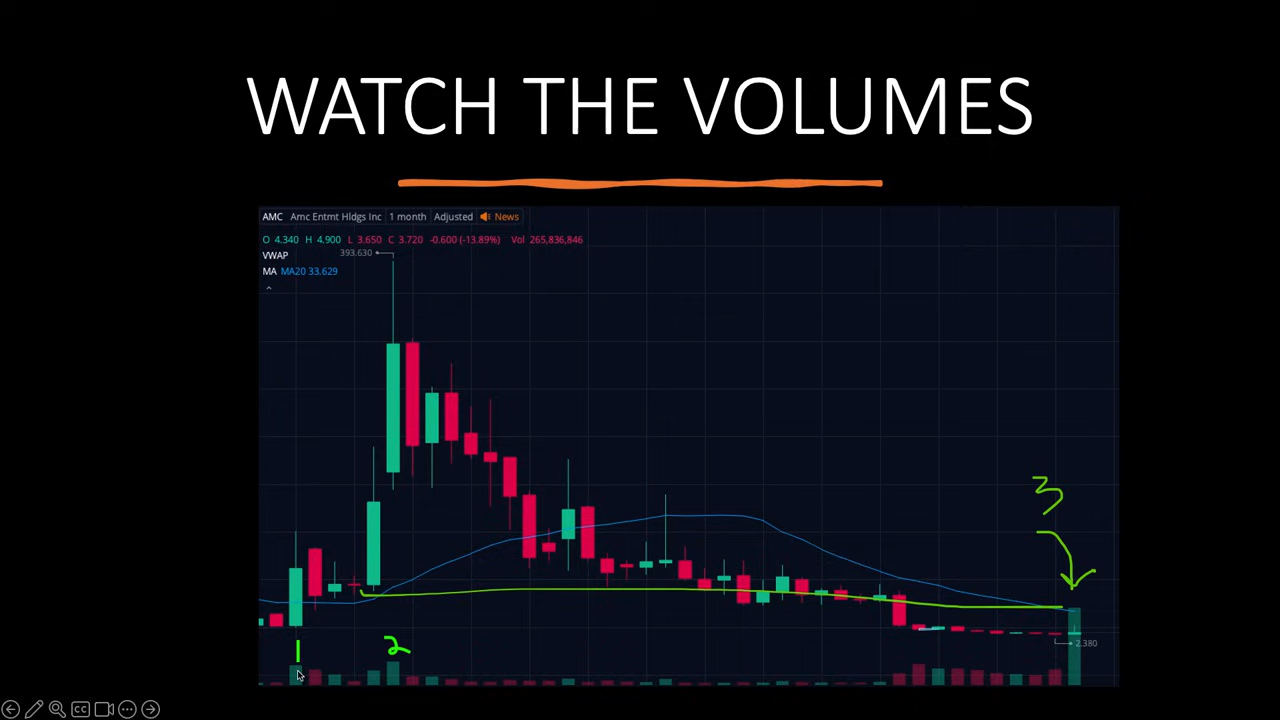 WATCH THE VOLUMES
AMC Amc Entmt Hldgs Inc 1 month Adjusted News
O 4.340 H 4.900 L 3.650 C 3.720 -0.600 (-13.89%) Vol 265,836,846
393.630
VWAP
MA MA20 33.629
3
1
2
2.380
CC